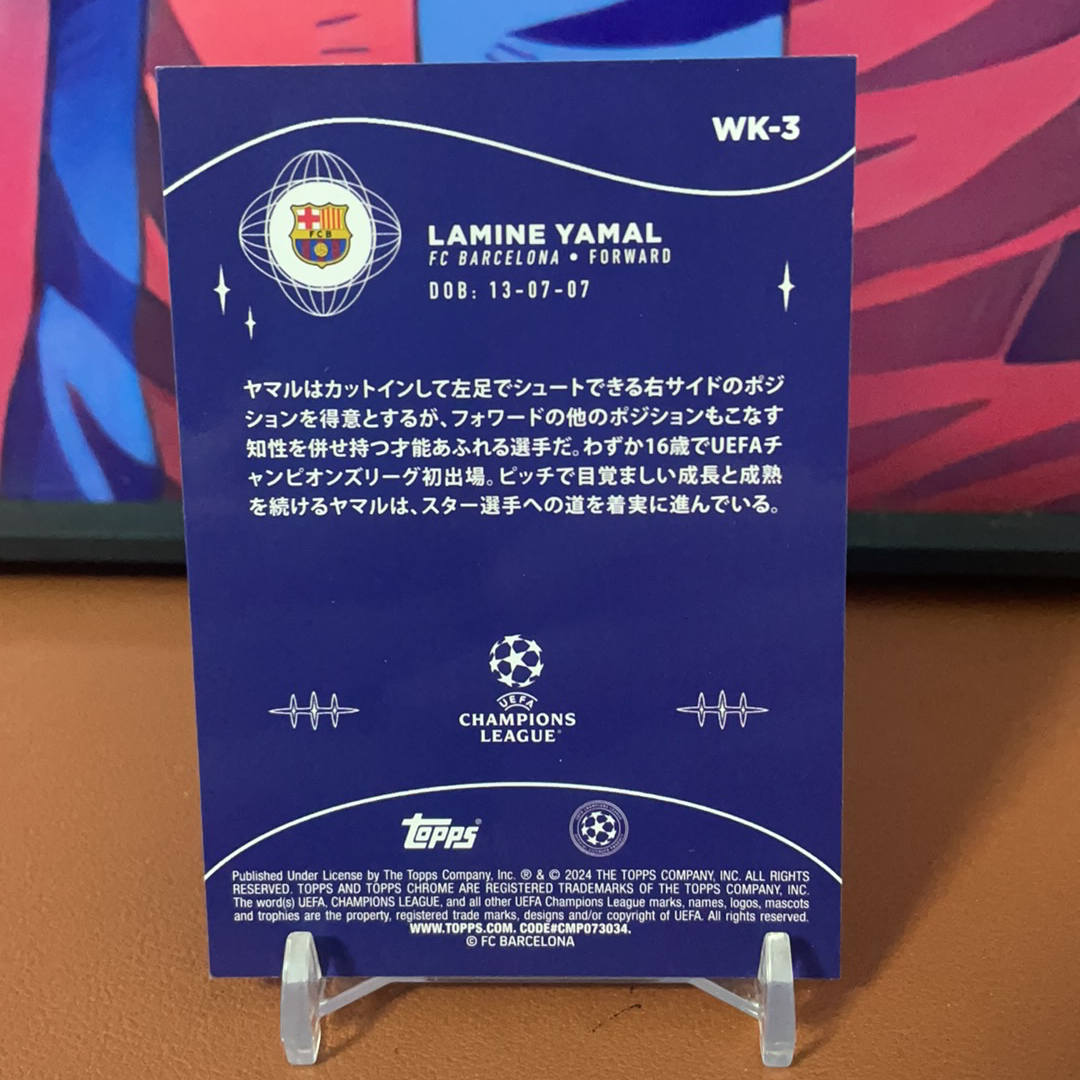 WK-3
FCB
LAMINE YAMAL
FC BARCELONA • FORWARD
DOB: 13-07-07
ヤマルはカットインして左足でシュートできる右サイドのポジ
ションを得意とするが、フォワードの他のポジションもこなす
知性を併せ持つ才能あふれる選手だ。わずか16歳でUEFAチ
ャンピオンズリーグ初出場。ピッチで目覚ましい成長と成熟
を続けるヤマルは、スター選手への道を着実に進んでいる。
UEFA
CHAMPIONS
LEAGUE®
Topps®
Published Under License by The Topps Company, Inc. ® & © 2024 THE TOPPS COMPANY, INC. ALL RIGHTS
RESERVED. TOPPS AND TOPPS CHROME ARE REGISTERED TRADEMARKS OF THE TOPPS COMPANY, INC.
The word(s) UEFA, CHAMPIONS LEAGUE, and all other UEFA Champions League marks, names, logos, mascots
and trophies are the property, registered trade marks, designs and/or copyright of UEFA. All rights reserved.
WWW.TOPPS.COM. CODE#CMP073034.
© FC BARCELONA